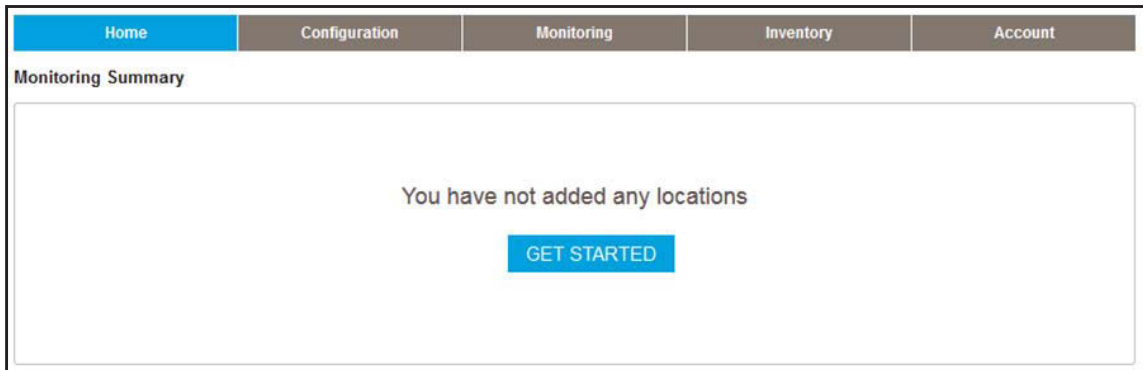 Home Configuration Monitoring Inventory Account
Monitoring Summary
You have not added any locations
GET STARTED